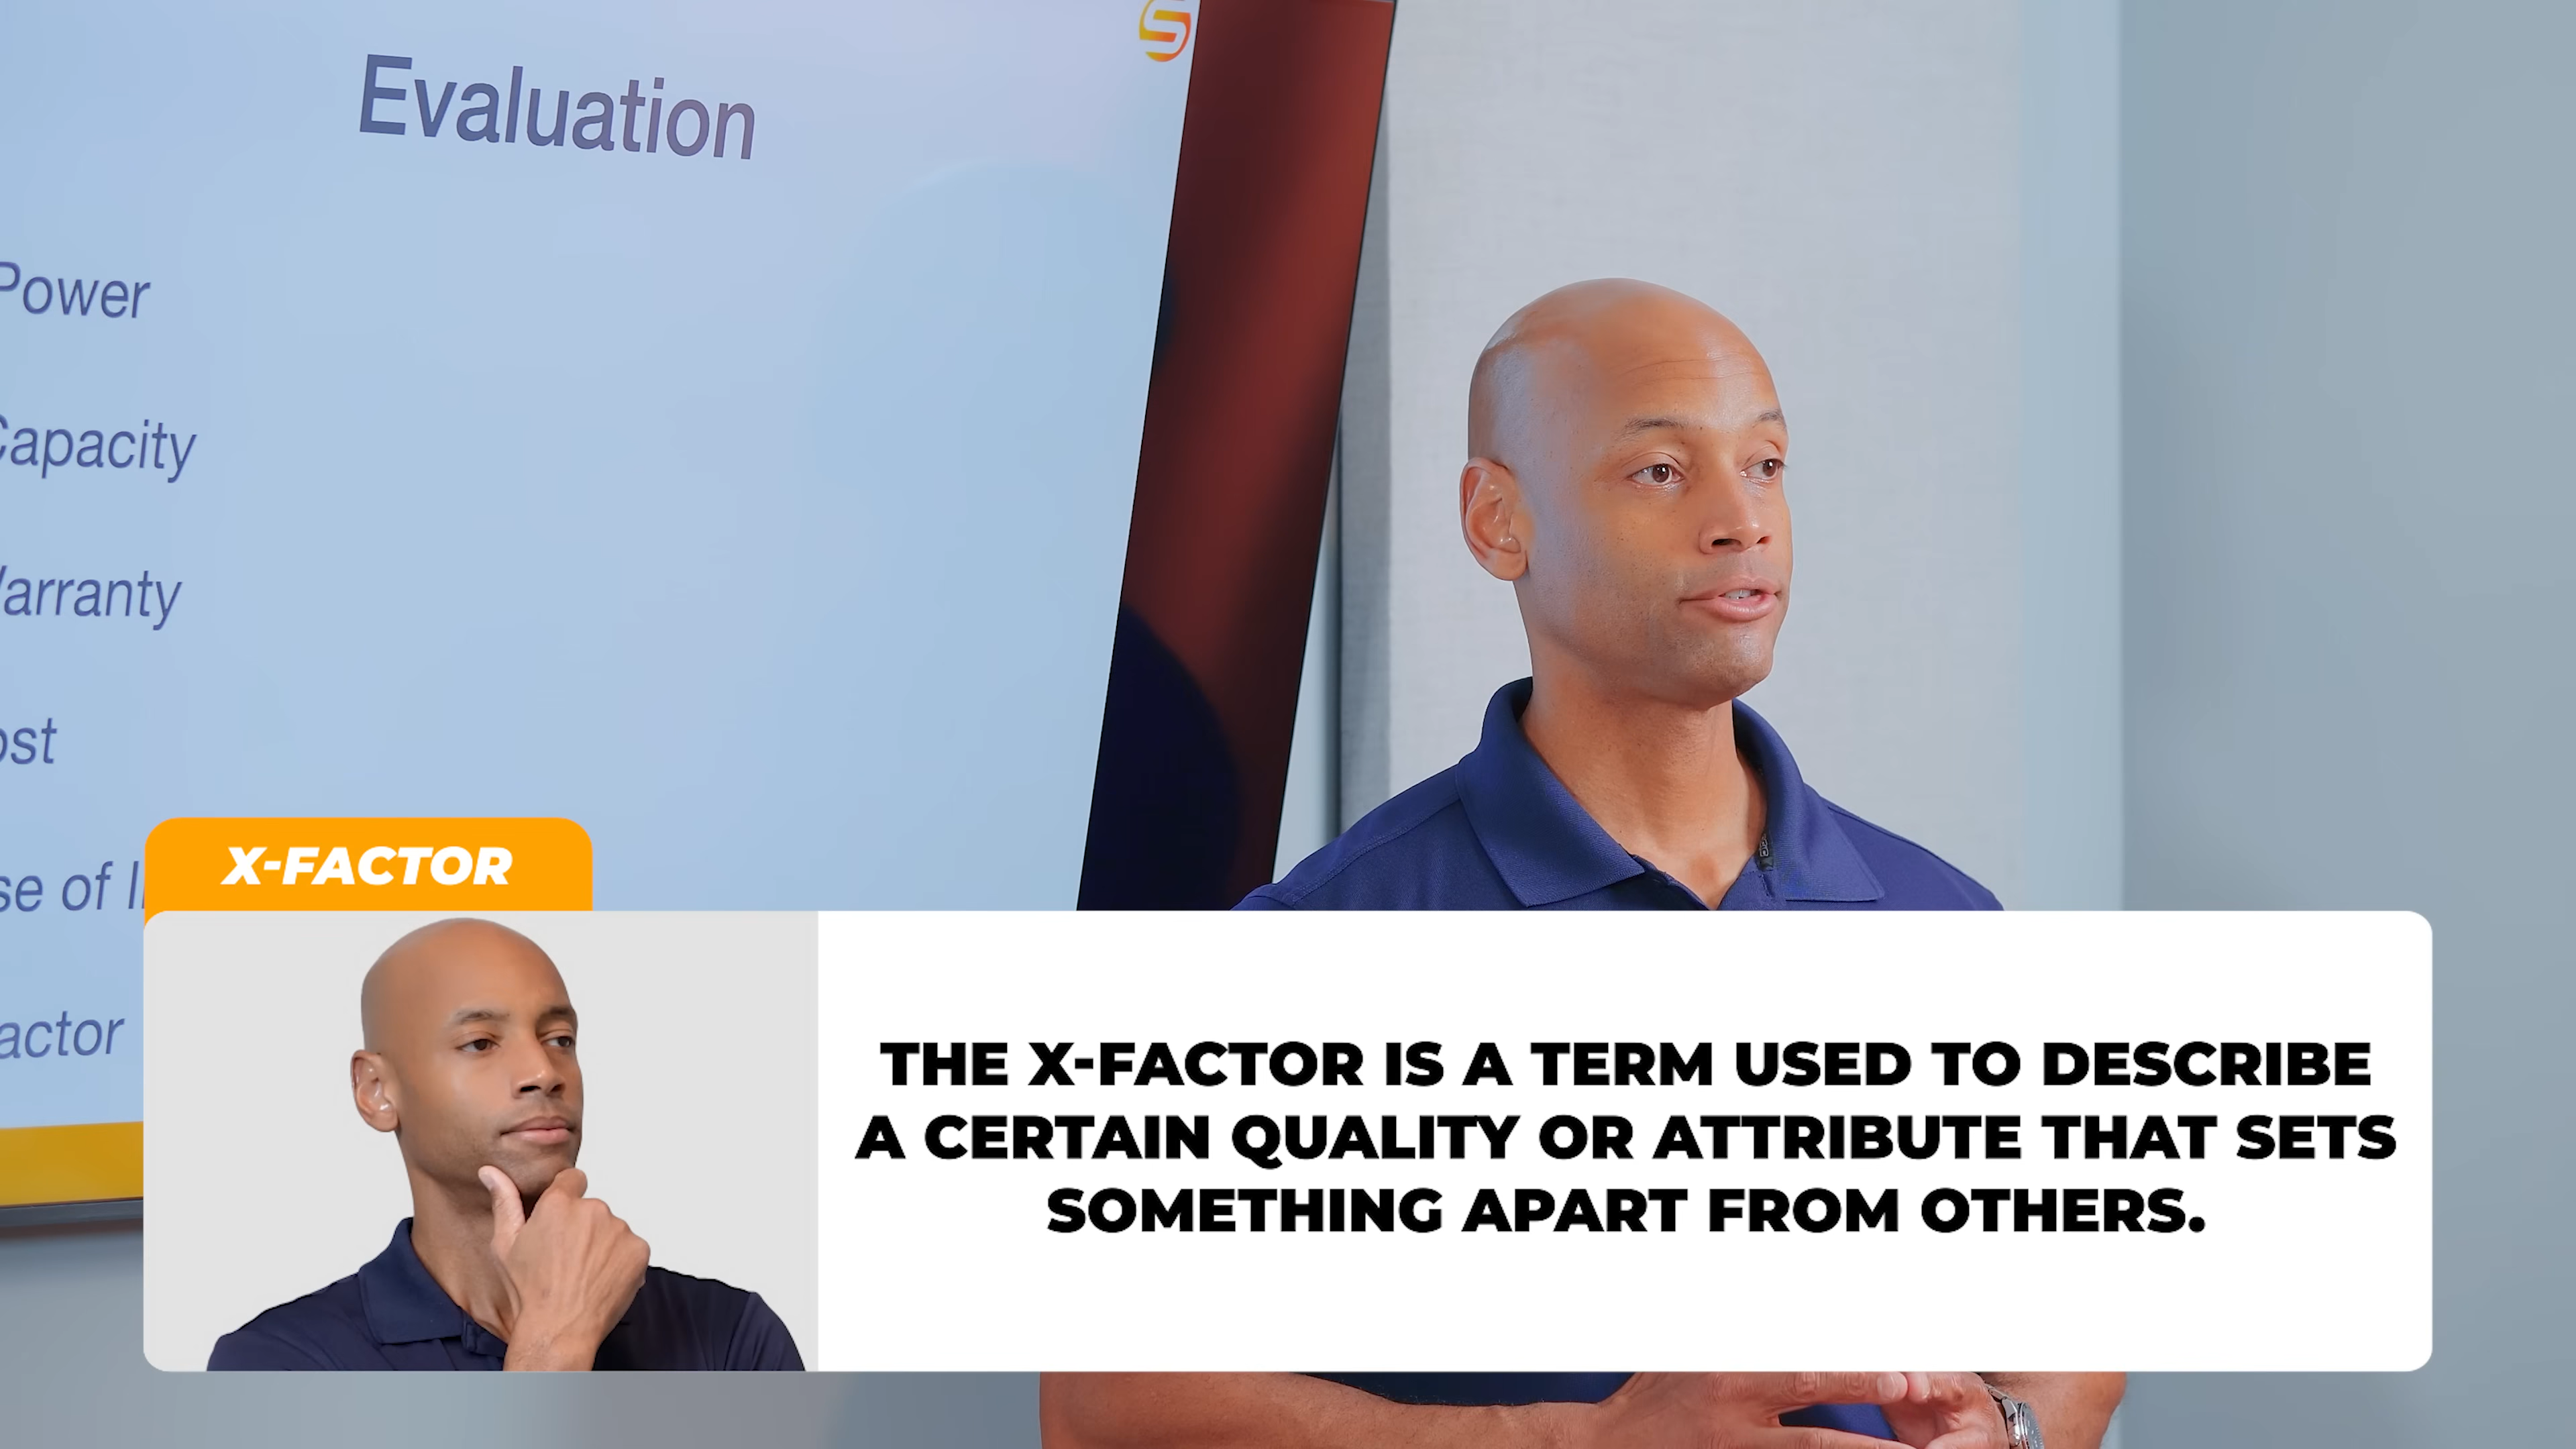 Evaluation
Power
Capacity
Warranty
ost
se of I
actor
X-FACTOR
THE X-FACTOR IS A TERM USED TO DESCRIBE
A CERTAIN QUALITY OR ATTRIBUTE THAT SETS
SOMETHING APART FROM OTHERS.